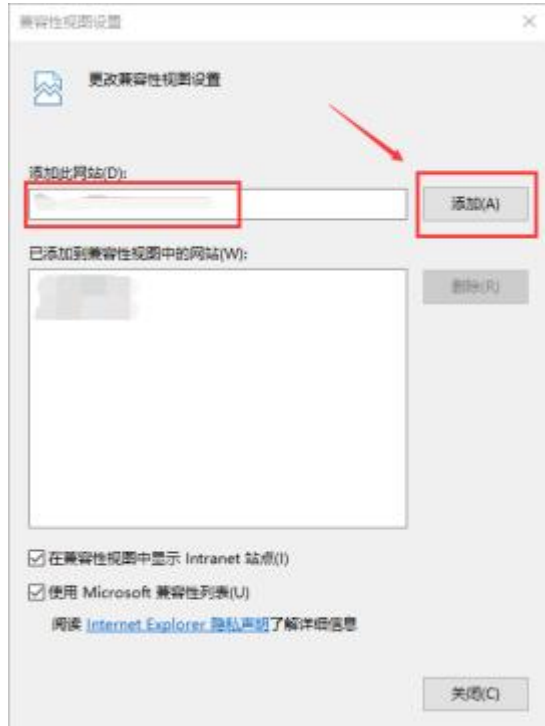 兼容性视图设置
更改兼容性视图设置
添加此网站(D):
添加(A)
已添加到兼容性视图中的网站(W):
删除(R)
在兼容性视图中显示 Intranet 站点(I)
使用 Microsoft 兼容性列表(U)
阅读 Internet Explorer 隐私声明了解详细信息
关闭(C)